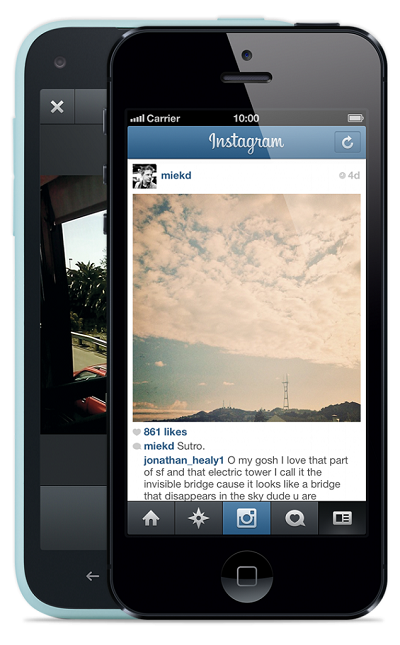 Carrier 10:00
Instagram
miekd 4d
861 likes
miekd Sutro.
jonathan_healy1 O my gosh I love that part
of sf and that electric tower I call it the
invisible bridge cause it looks like a bridge
that disappears in the sky dude u are